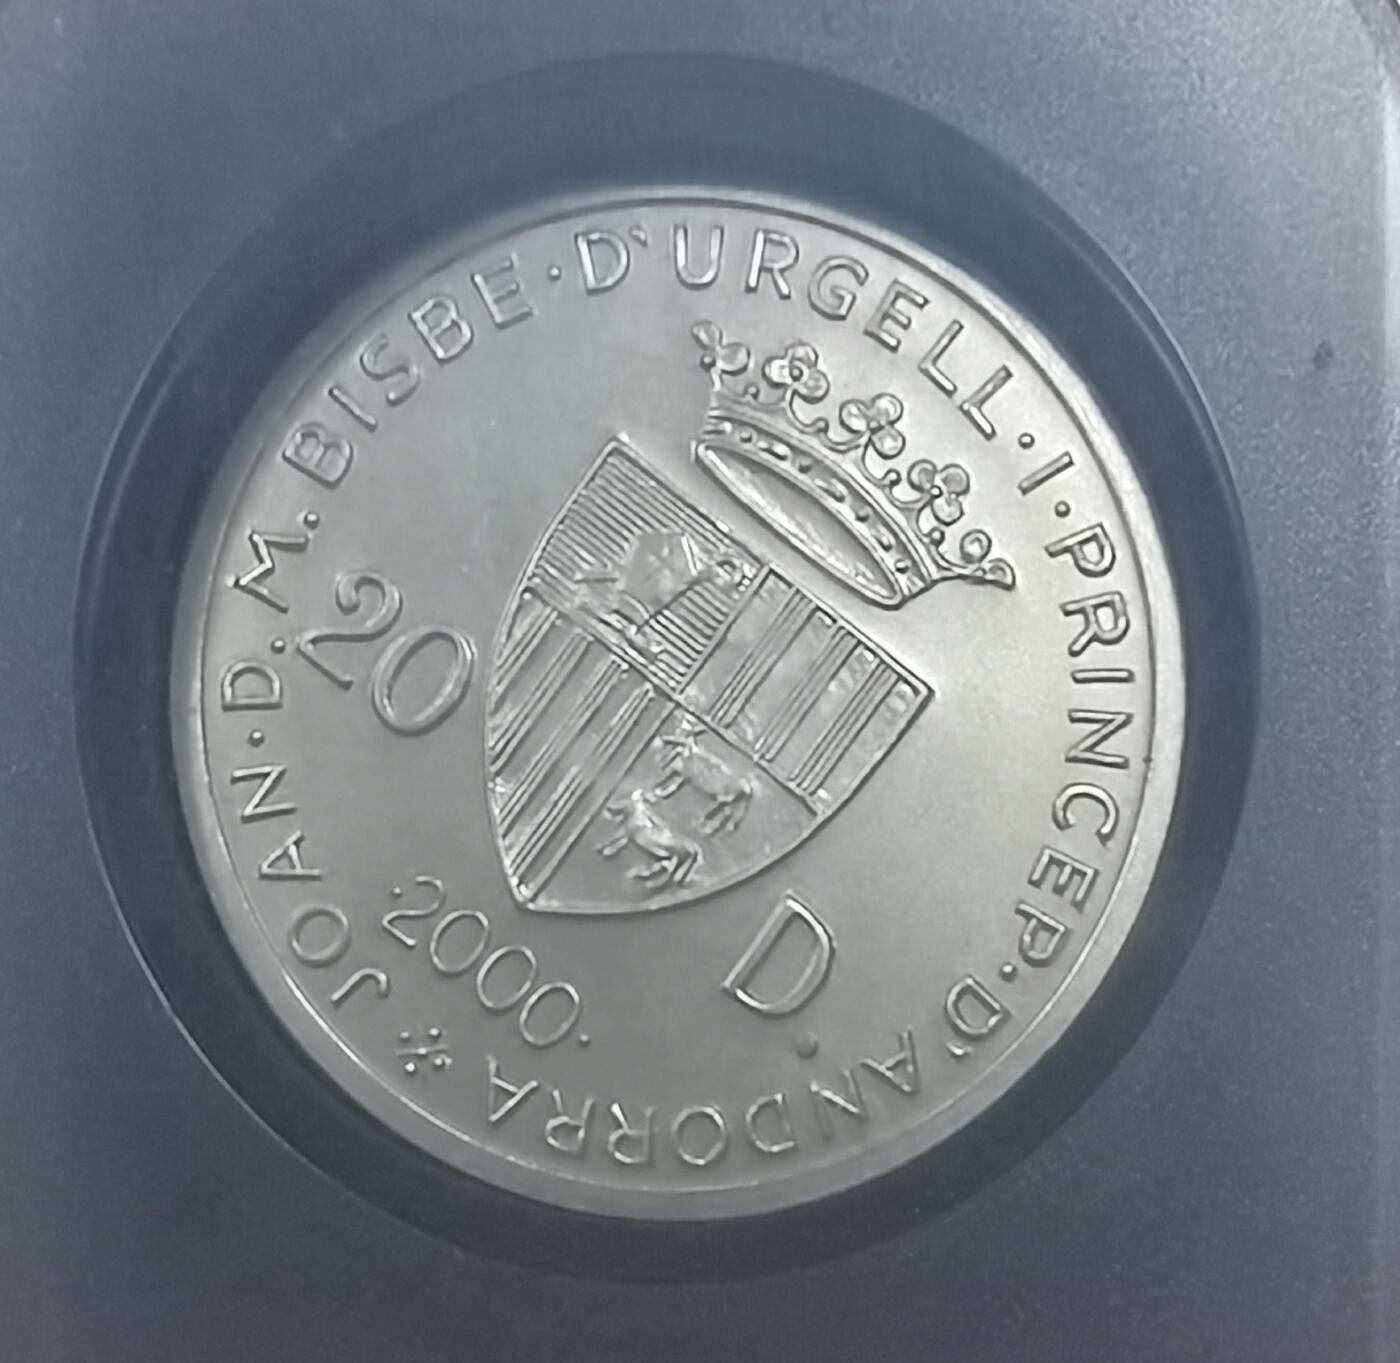 * JOAN · D. M. BISBE · D'URGELL · I · PRINCEP · D'ANDORRA
20 D.
· 2000 ·